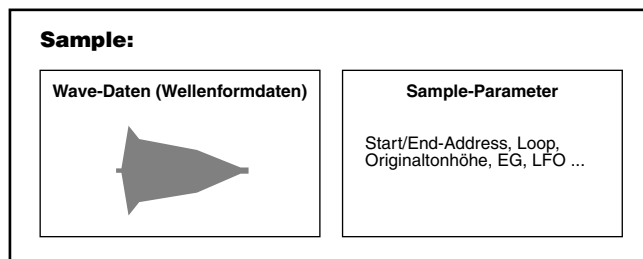 Sample:
Wave-Daten (Wellenformdaten)
Sample-Parameter
Start/End-Address, Loop,
Originaltonhöhe, EG, LFO ...